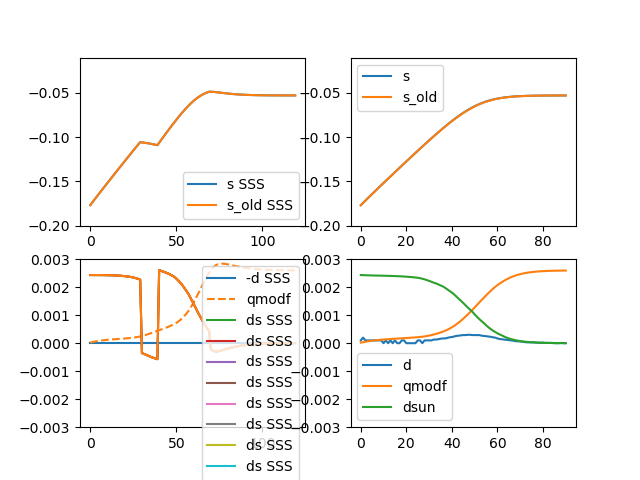 −0.05
−0.10
−0.15
−0.20
0
50
100
s SSS
s_old SSS
−0.05
−0.10
−0.15
−0.20
0
20
40
60
80
s
s_old
0.003
0.002
0.001
0.000
−0.001
−0.002
−0.003
0
50
100
-d SSS
qmodf
ds SSS
ds SSS
ds SSS
ds SSS
ds SSS
ds SSS
ds SSS
ds SSS
0.003
0.002
0.001
0.000
−0.001
−0.002
−0.003
0
20
40
60
80
d
qmodf
dsun